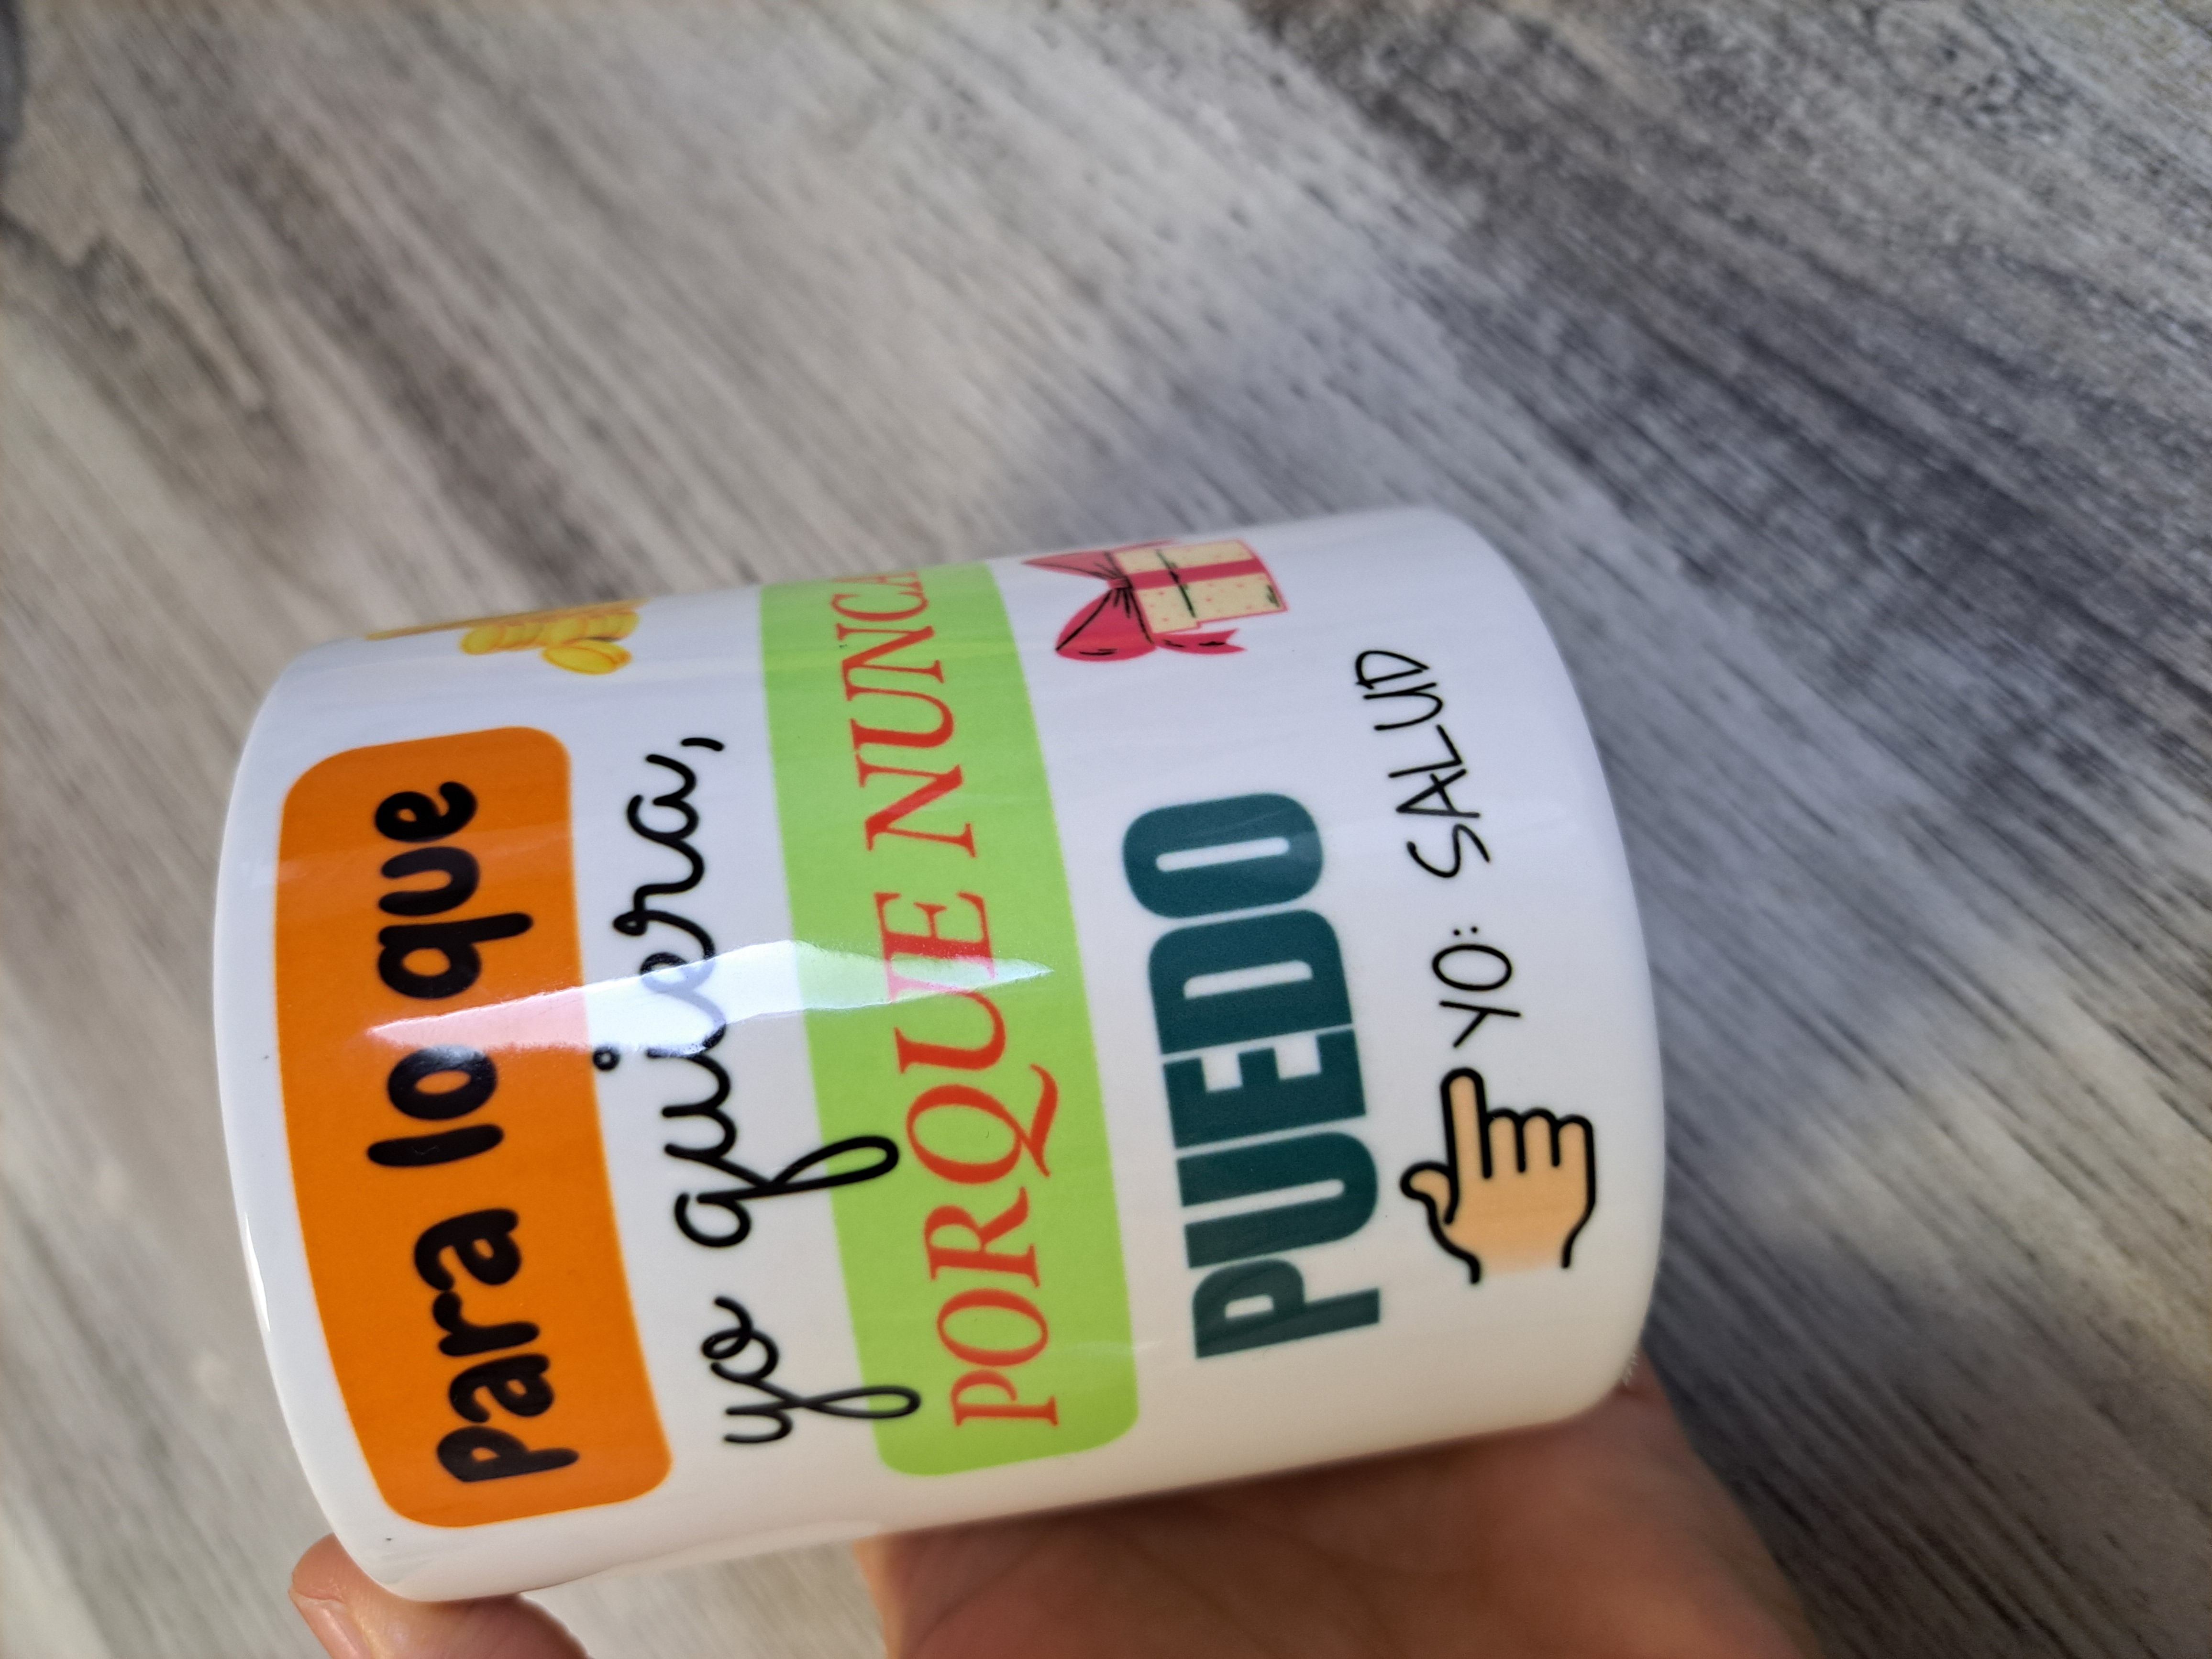 Para lo que
yo quiera,
PORQUE NUNCA
PUEDO
YO: SALUD